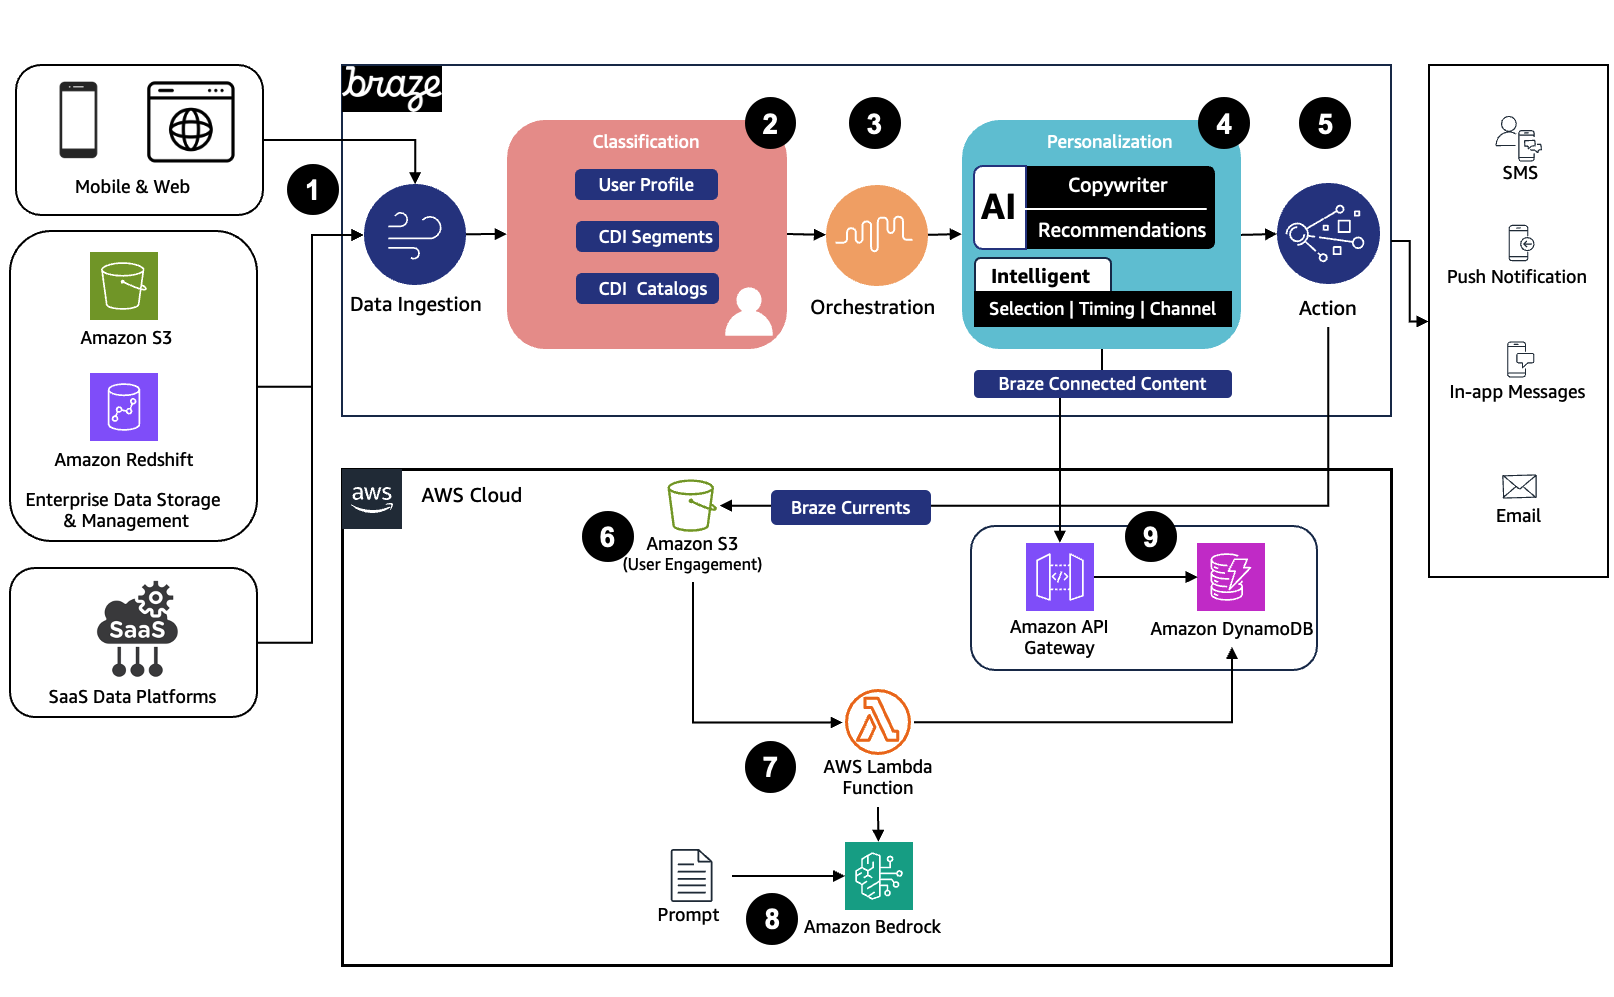 braze
Mobile & Web
1
Data Ingestion
Classification
2
User Profile
CDI Segments
CDI Catalogs
3
Orchestration
Personalization
4
AI
Copywriter
Recommendations
Intelligent
Selection | Timing | Channel
Braze Connected Content
5
Action
SMS
Push Notification
In-app Messages
Email
Amazon S3
Amazon Redshift
Enterprise Data Storage
& Management
SaaS
SaaS Data Platforms
aws
AWS Cloud
Braze Currents
6
Amazon S3
(User Engagement)
9
</>
Amazon API
Gateway
Amazon DynamoDB
7
AWS Lambda
Function
Prompt
8
Amazon Bedrock